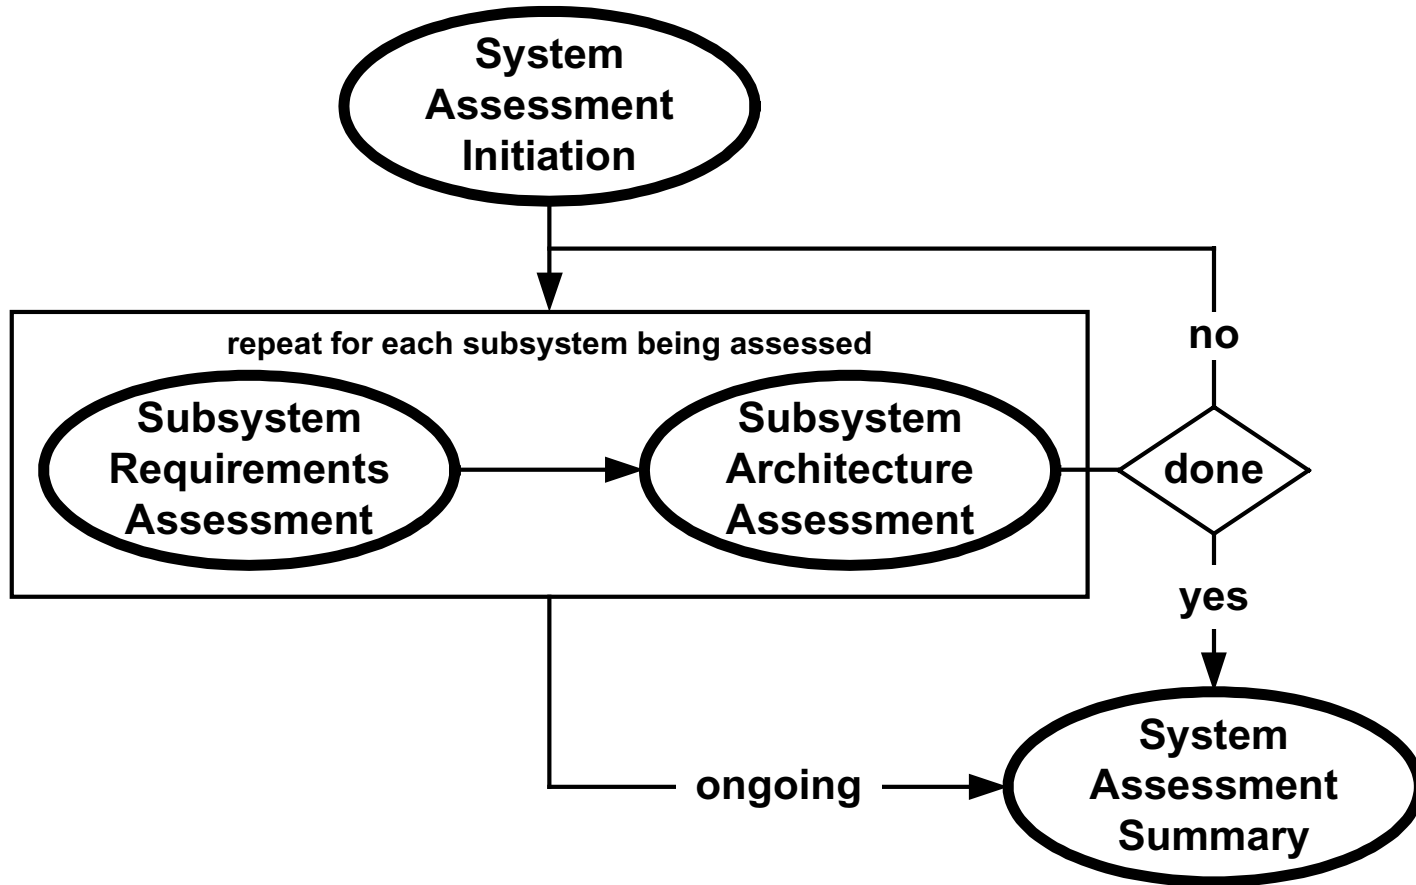 System
Assessment
Initiation
repeat for each subsystem being assessed
no
Subsystem
Requirements
Assessment
Subsystem
Architecture
Assessment
done
yes
ongoing
System
Assessment
Summary